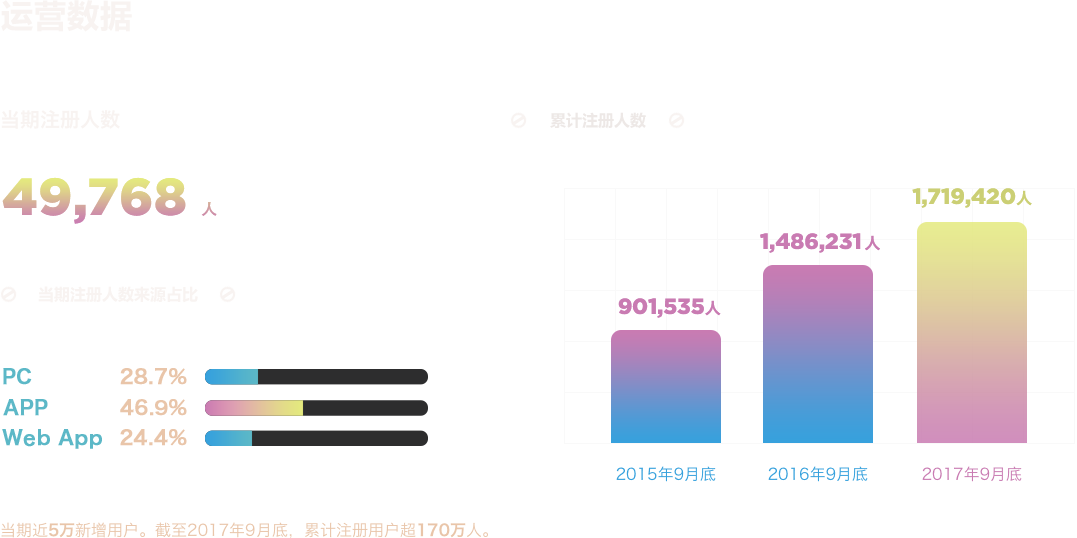 运营数据
当期注册人数
49,768 人
当期注册人数来源占比
PC 28.7%
APP 46.9%
Web App 24.4%
当期近5万新增用户。截至2017年9月底，累计注册用户超170万人。
累计注册人数
901,535人
1,486,231人
1,719,420人
2015年9月底
2016年9月底
2017年9月底